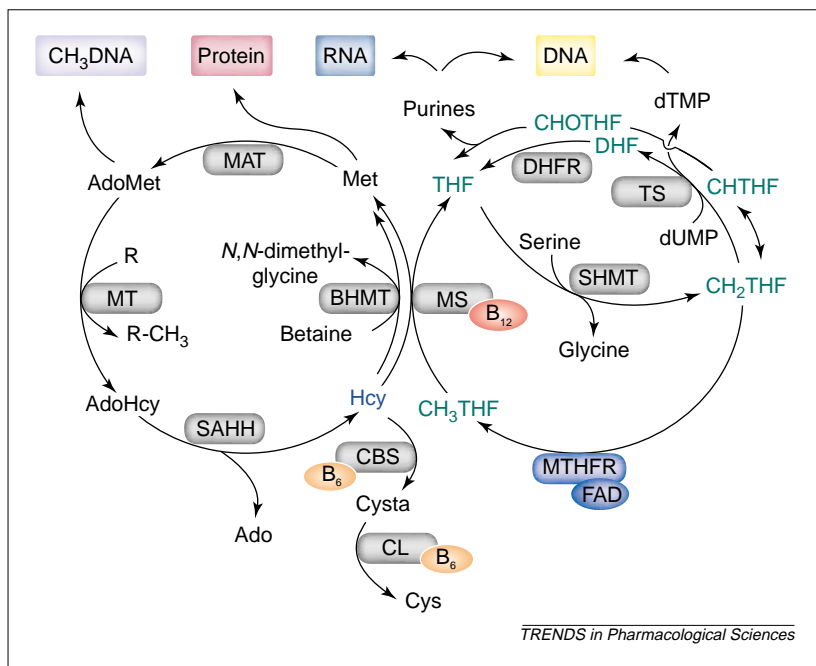 CH₃DNA
Protein
RNA
DNA
Purines
dTMP
CHOTHF
DHF
DHFR
THF
CHTHF
TS
dUMP
MAT
AdoMet
Met
R
MT
R-CH₃
N,N-dimethyl-
glycine
BHMT
Betaine
MS
B₁₂
Serine
SHMT
CH₂THF
Glycine
AdoHcy
SAHH
Hcy
CH₃THF
CBS
B₆
MTHFR
FAD
Cysta
Ado
CL
B₆
Cys
TRENDS in Pharmacological Sciences